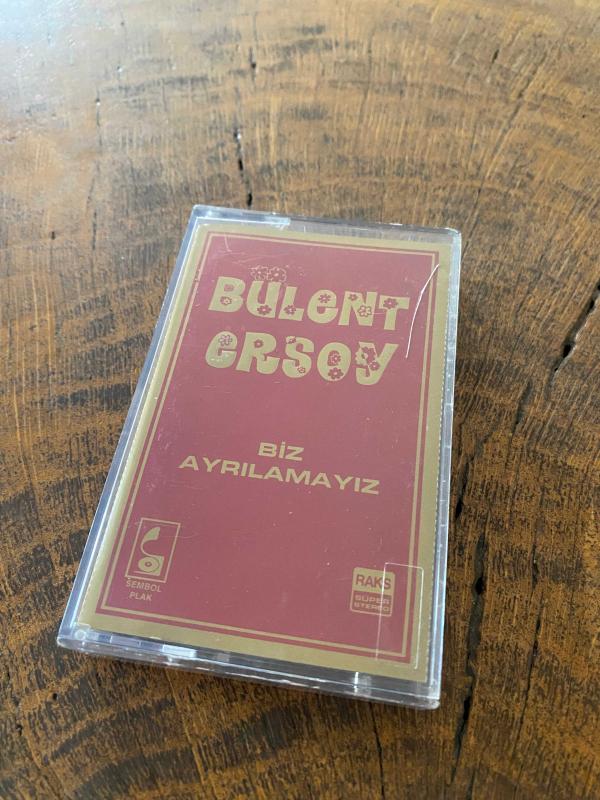 BÜLENT
ERSOY
BİZ
AYRILAMAYIZ
SEMBOL
PLAK
RAKS
SÜPER
STEREO